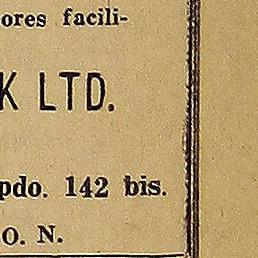 ores facili-
K LTD.
pdo. 142 bis.
O. N.